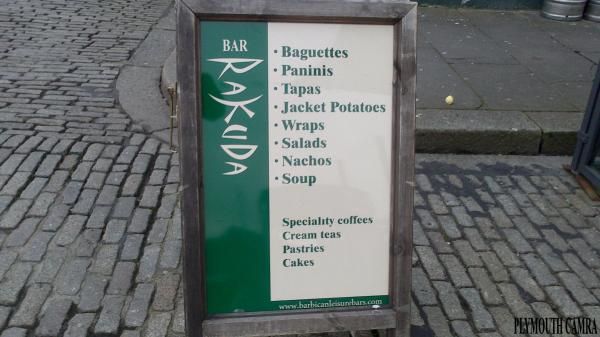 BAR
RAKUDA
· Baguettes
· Paninis
· Tapas
· Jacket Potatoes
· Wraps
· Salads
· Nachos
· Soup
Speciality coffees
Cream teas
Pastries
Cakes
www.barbicanleisurebars.com
PLYMOUTH CAMRA